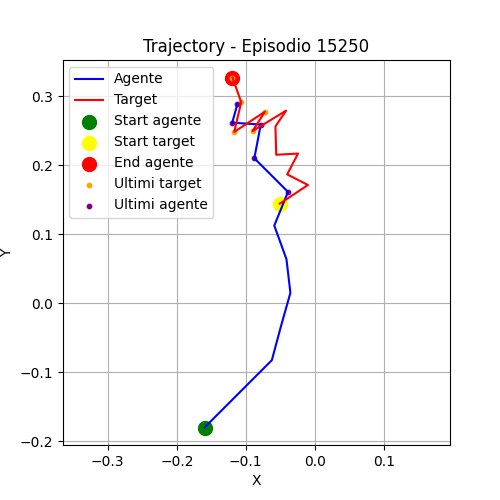 Trajectory - Episodio 15250
Agente
Target
Start agente
Start target
End agente
Ultimi target
Ultimi agente
Y
0.3
0.2
0.1
0.0
−0.1
−0.2
−0.3
−0.2
−0.1
0.0
0.1
X